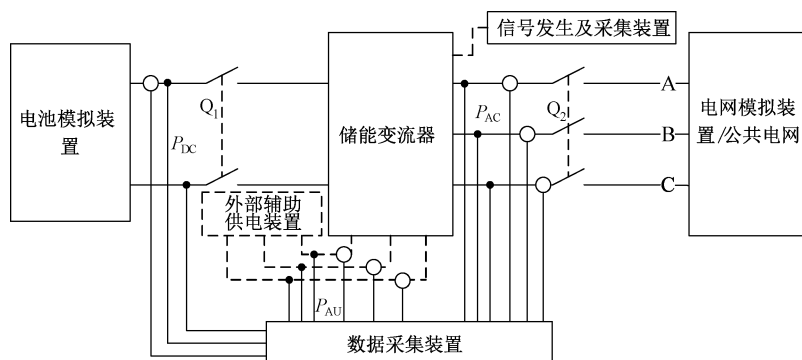 信号发生及采集装置
电池模拟装
置
Q1
PDC
储能变流器
PAC
Q2
A
B
C
电网模拟装
置/公共电网
外部辅助
供电装置
PAU
数据采集装置